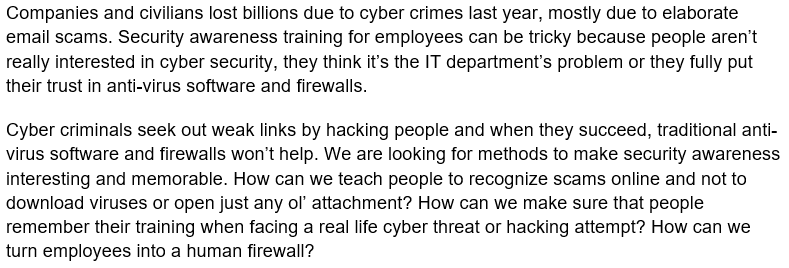 Companies and civilians lost billions due to cyber crimes last year, mostly due to elaborate
email scams. Security awareness training for employees can be tricky because people aren’t
really interested in cyber security, they think it’s the IT department’s problem or they fully put
their trust in anti-virus software and firewalls.
Cyber criminals seek out weak links by hacking people and when they succeed, traditional anti-
virus software and firewalls won’t help. We are looking for methods to make security awareness
interesting and memorable. How can we teach people to recognize scams online and not to
download viruses or open just any ol’ attachment? How can we make sure that people
remember their training when facing a real life cyber threat or hacking attempt? How can we
turn employees into a human firewall?